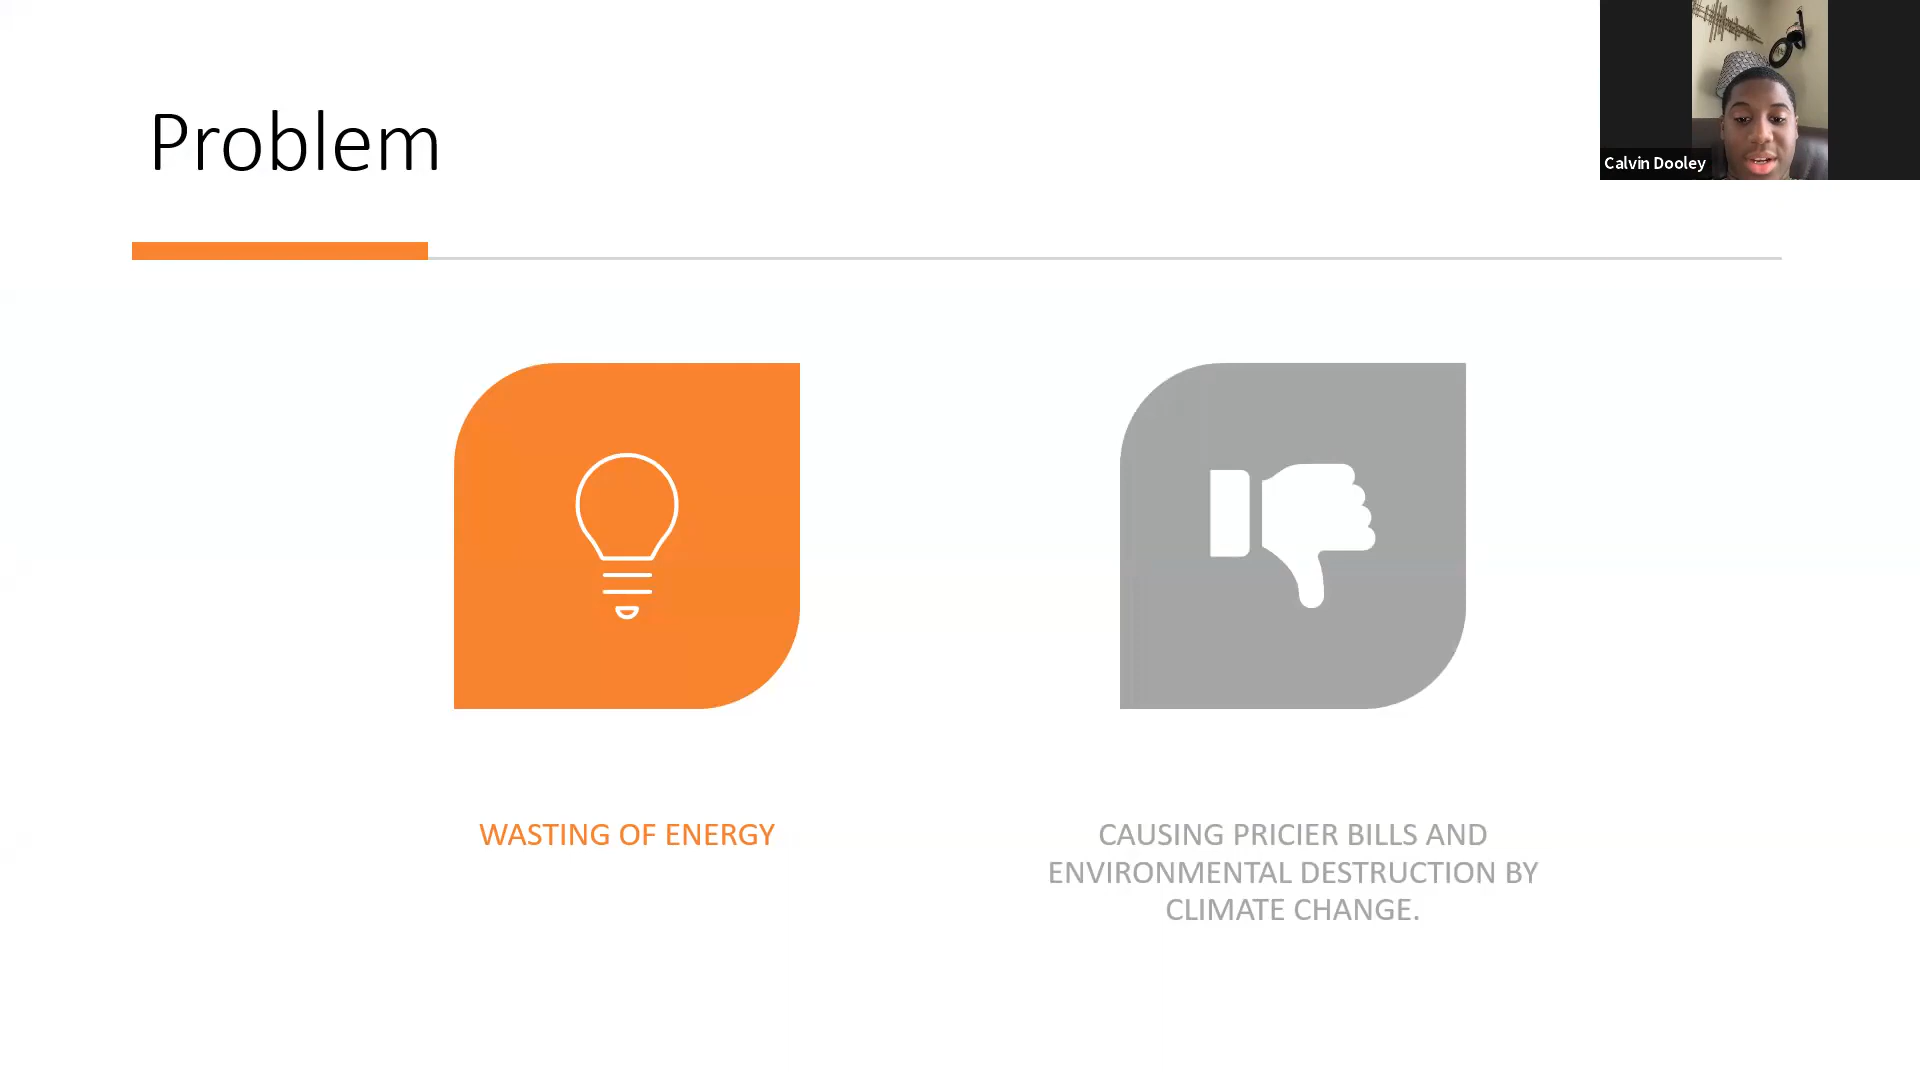 Problem
Calvin Dooley
WASTING OF ENERGY
CAUSING PRICIER BILLS AND
ENVIRONMENTAL DESTRUCTION BY
CLIMATE CHANGE.